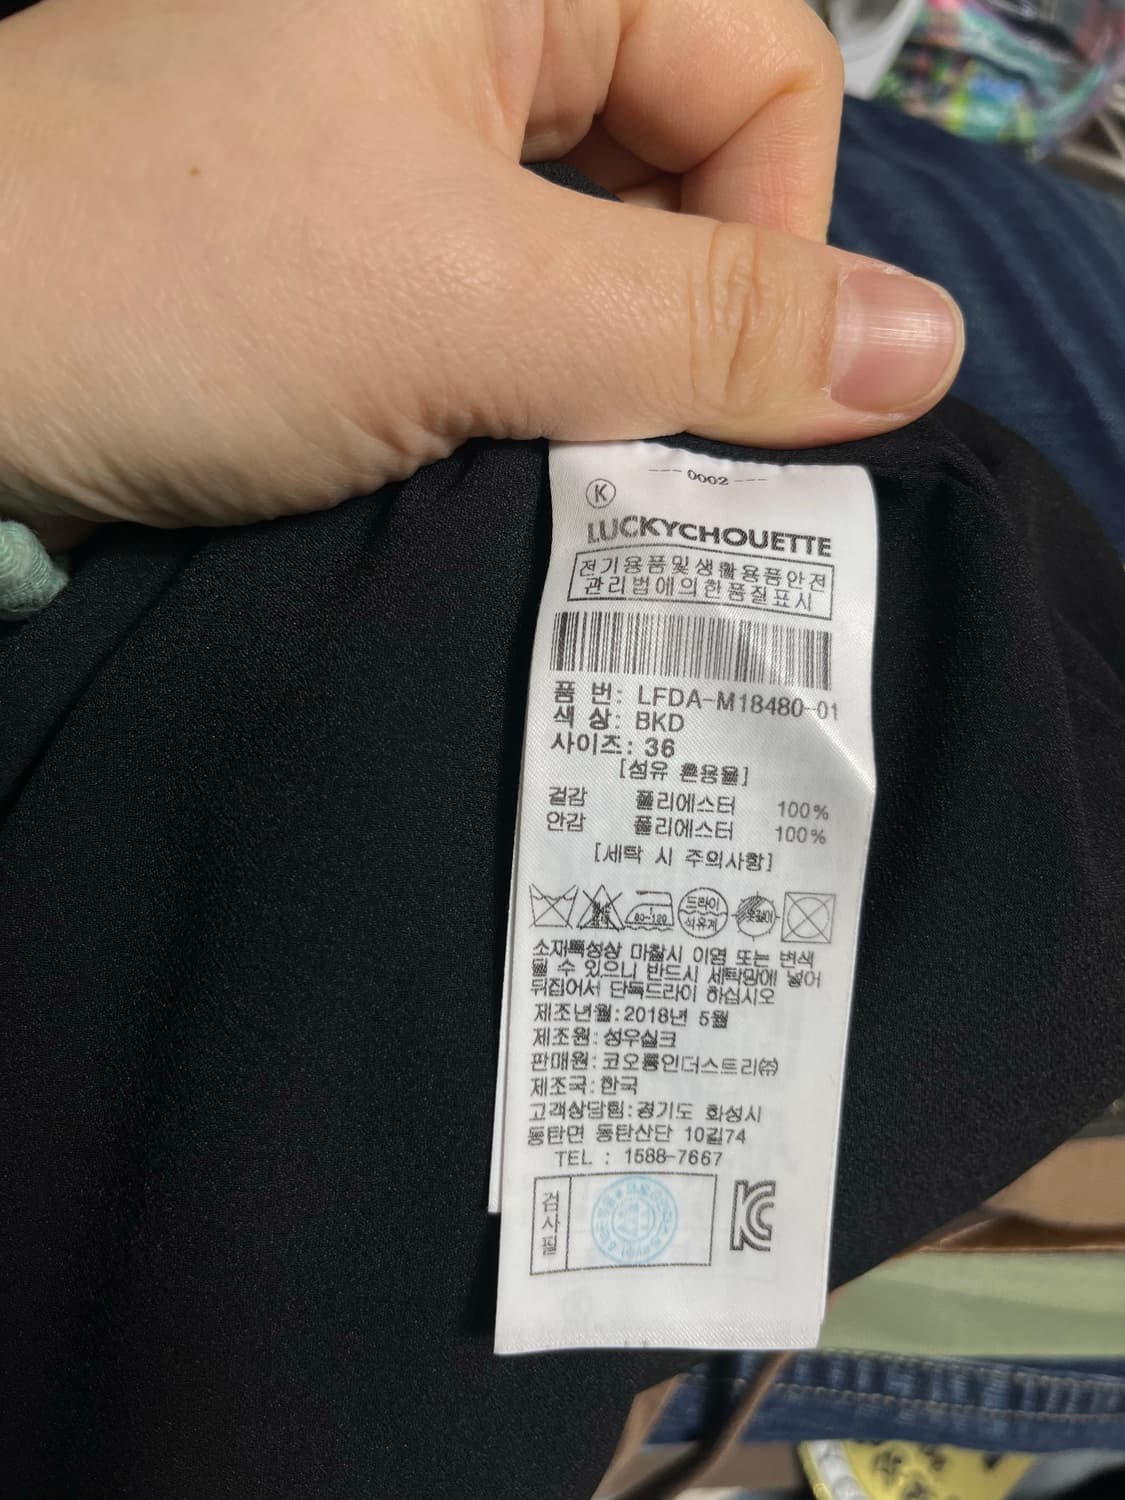 --- 0002 ---
K
LUCKYCHOUETTE
전기용품및생활용품안전
관리법에의한품질표시
품 번: LFDA-M18480-01
색 상: BKD
사이즈: 36
[섬유 혼용율]
겉감 폴리에스터 100%
안감 폴리에스터 100%
[세탁 시 주의사항]
80~120
드라이
석유계
옷걸이
소재특성상 마찰시 이염 또는 변색
될 수 있으니 반드시 세탁망에 넣어
뒤집어서 단독드라이 하십시오
제조년월:2018년 5월
제조원:성우실크
판매원:코오롱인더스트리㈜
제조국:한국
고객상담팀:경기도 화성시
동탄면 동탄산단 10길74
TEL : 1588-7667
검사필
KC